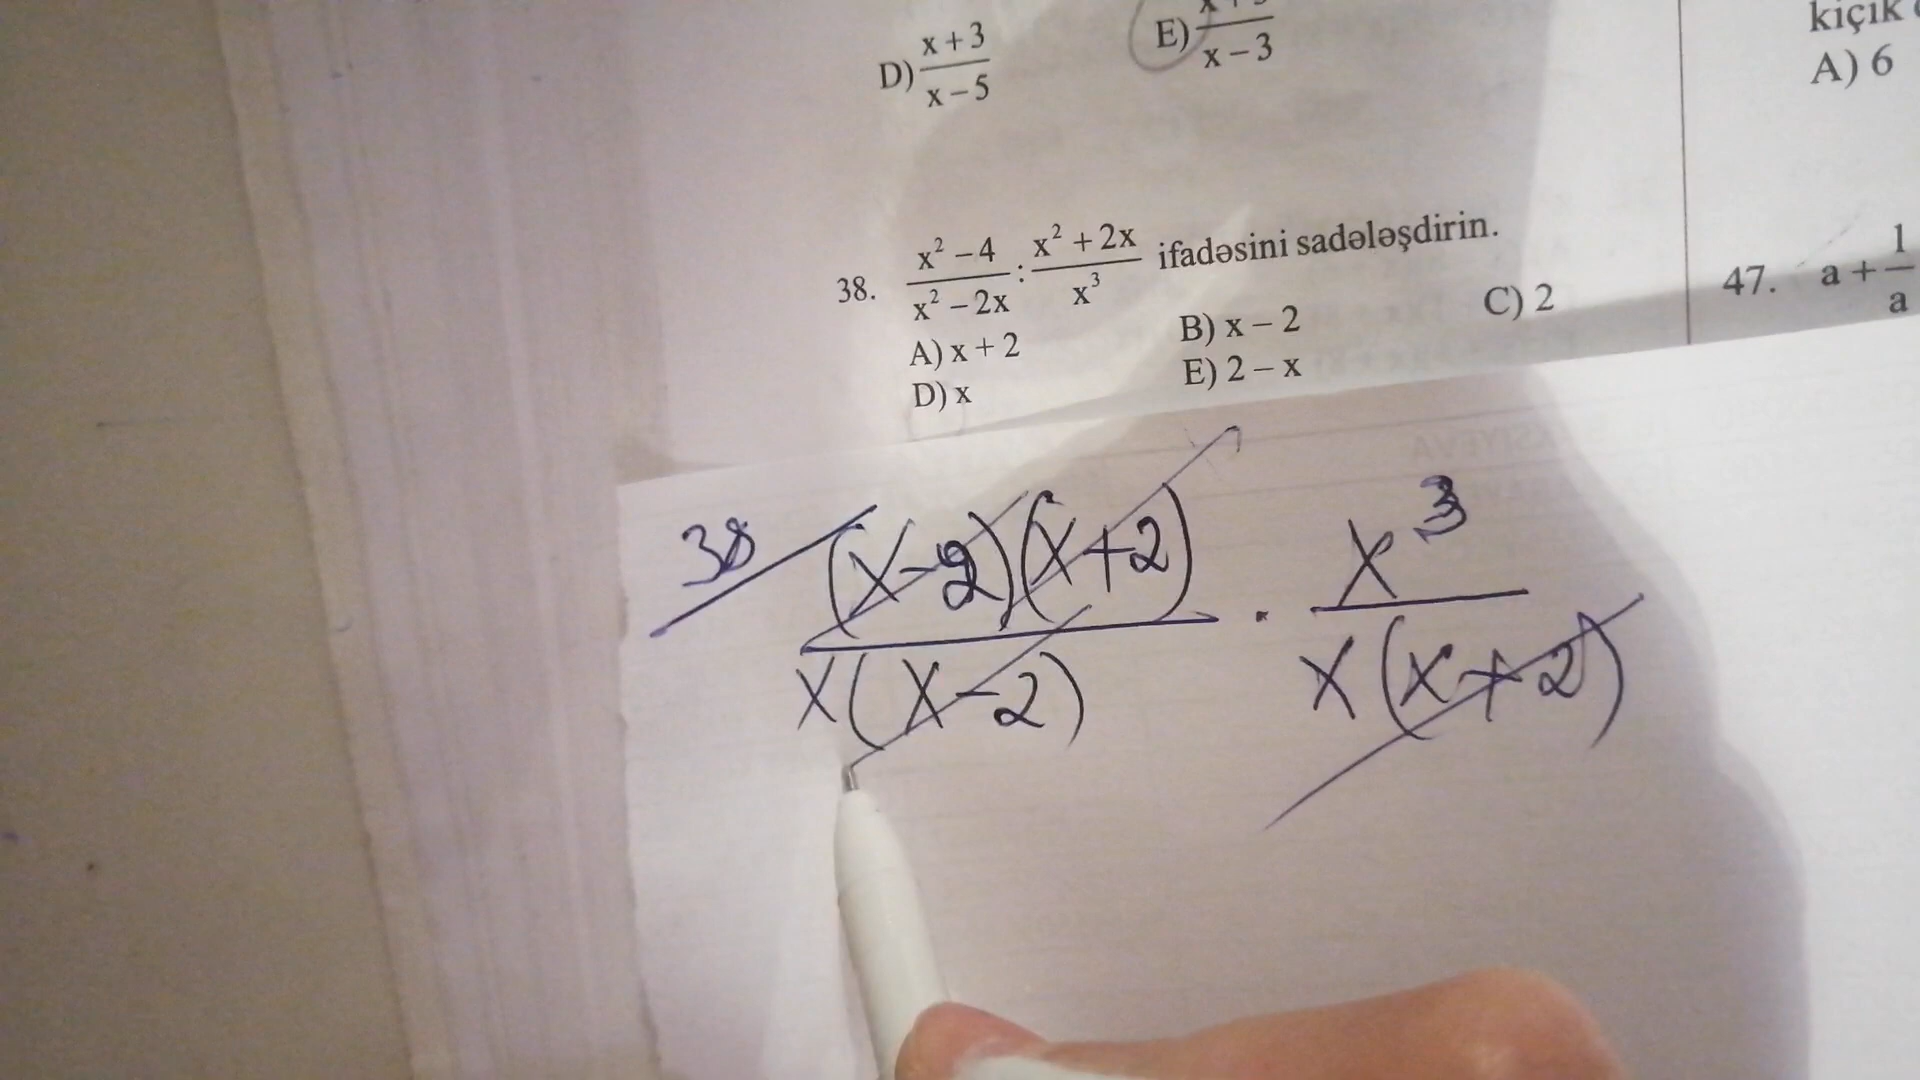 D) x + 3 / x − 5
E) / x − 3
A) 6
38. x² − 4 / x² − 2x : x² + 2x / x³ ifadəsini sadələşdirin.
A) x + 2 B) x − 2 C) 2
D) x E) 2 − x
47. a + 1 / a
38 (x−2)(x+2) / x(x−2) · x³ / x(x+2)